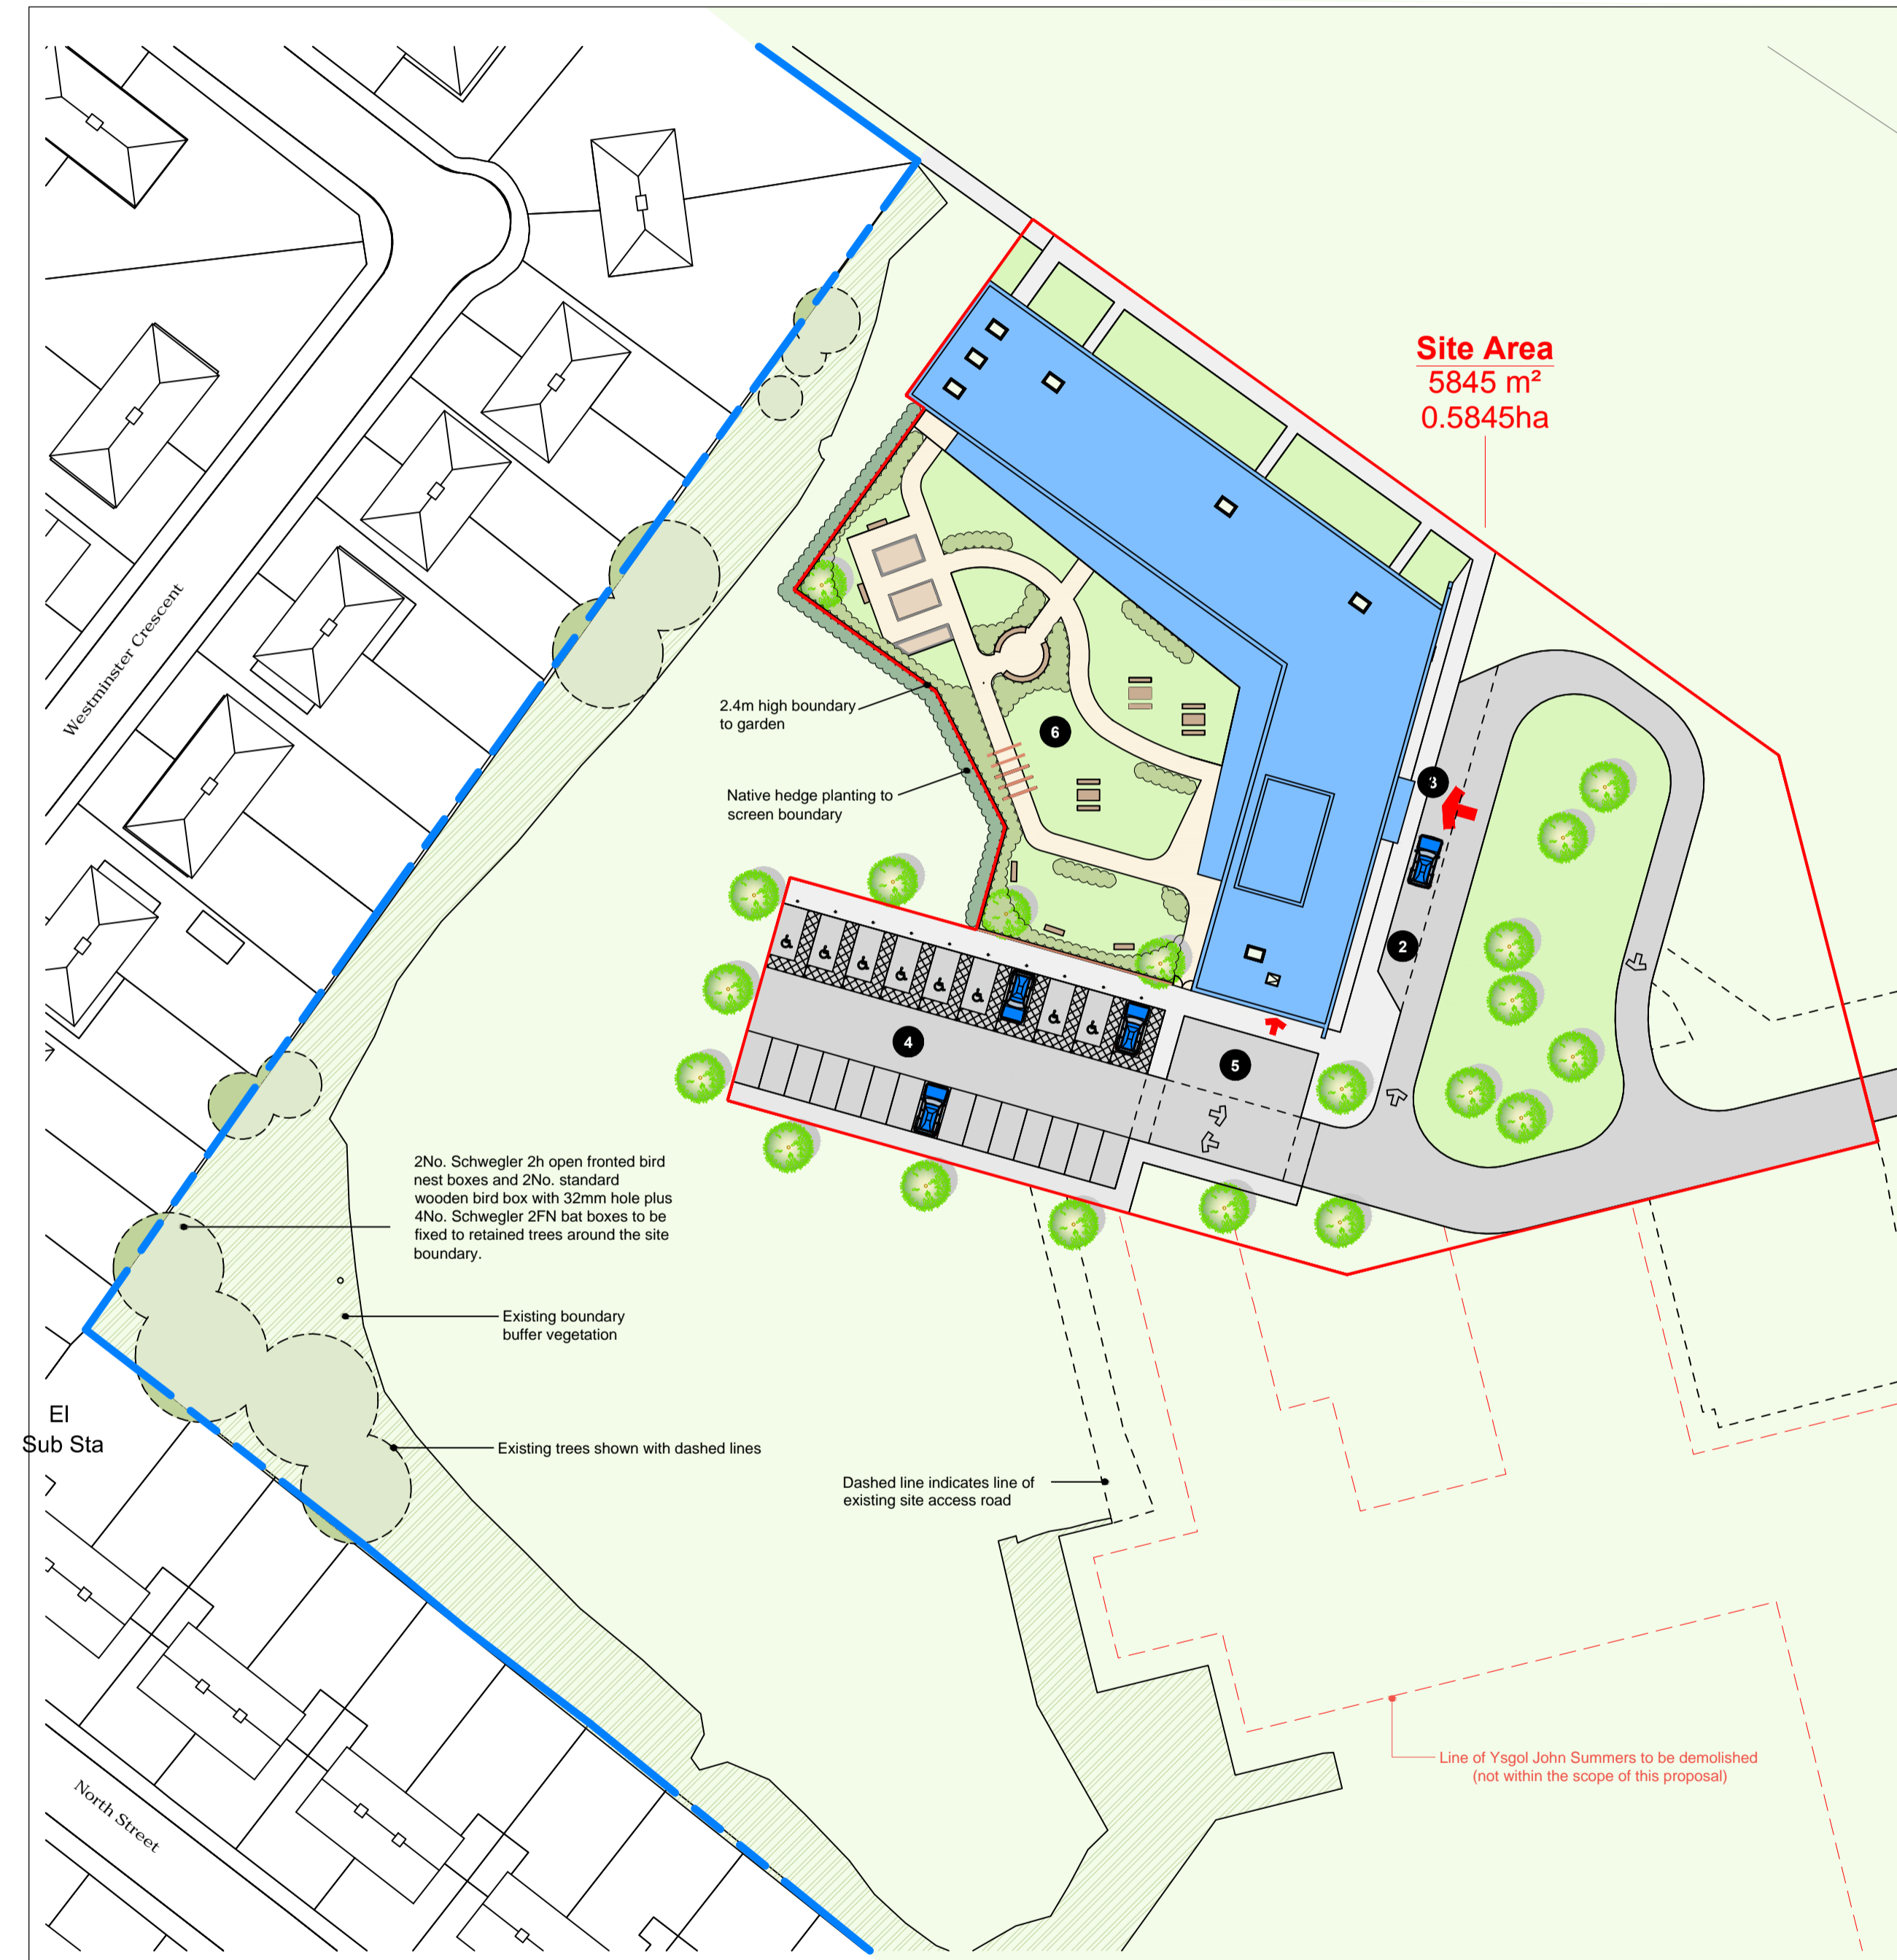 Site Area
5845 m²
0.5845ha
Westminster Crescent
2.4m high boundary
to garden
6
Native hedge planting to
screen boundary
3
2
4
5
2No. Schwegler 2h open fronted bird
nest boxes and 2No. standard
wooden bird box with 32mm hole plus
4No. Schwegler 2FN bat boxes to be
fixed to retained trees around the site
boundary.
Existing boundary
buffer vegetation
El
Sub Sta
Existing trees shown with dashed lines
Dashed line indicates line of
existing site access road
Line of Ysgol John Summers to be demolished
(not within the scope of this proposal)
North Street